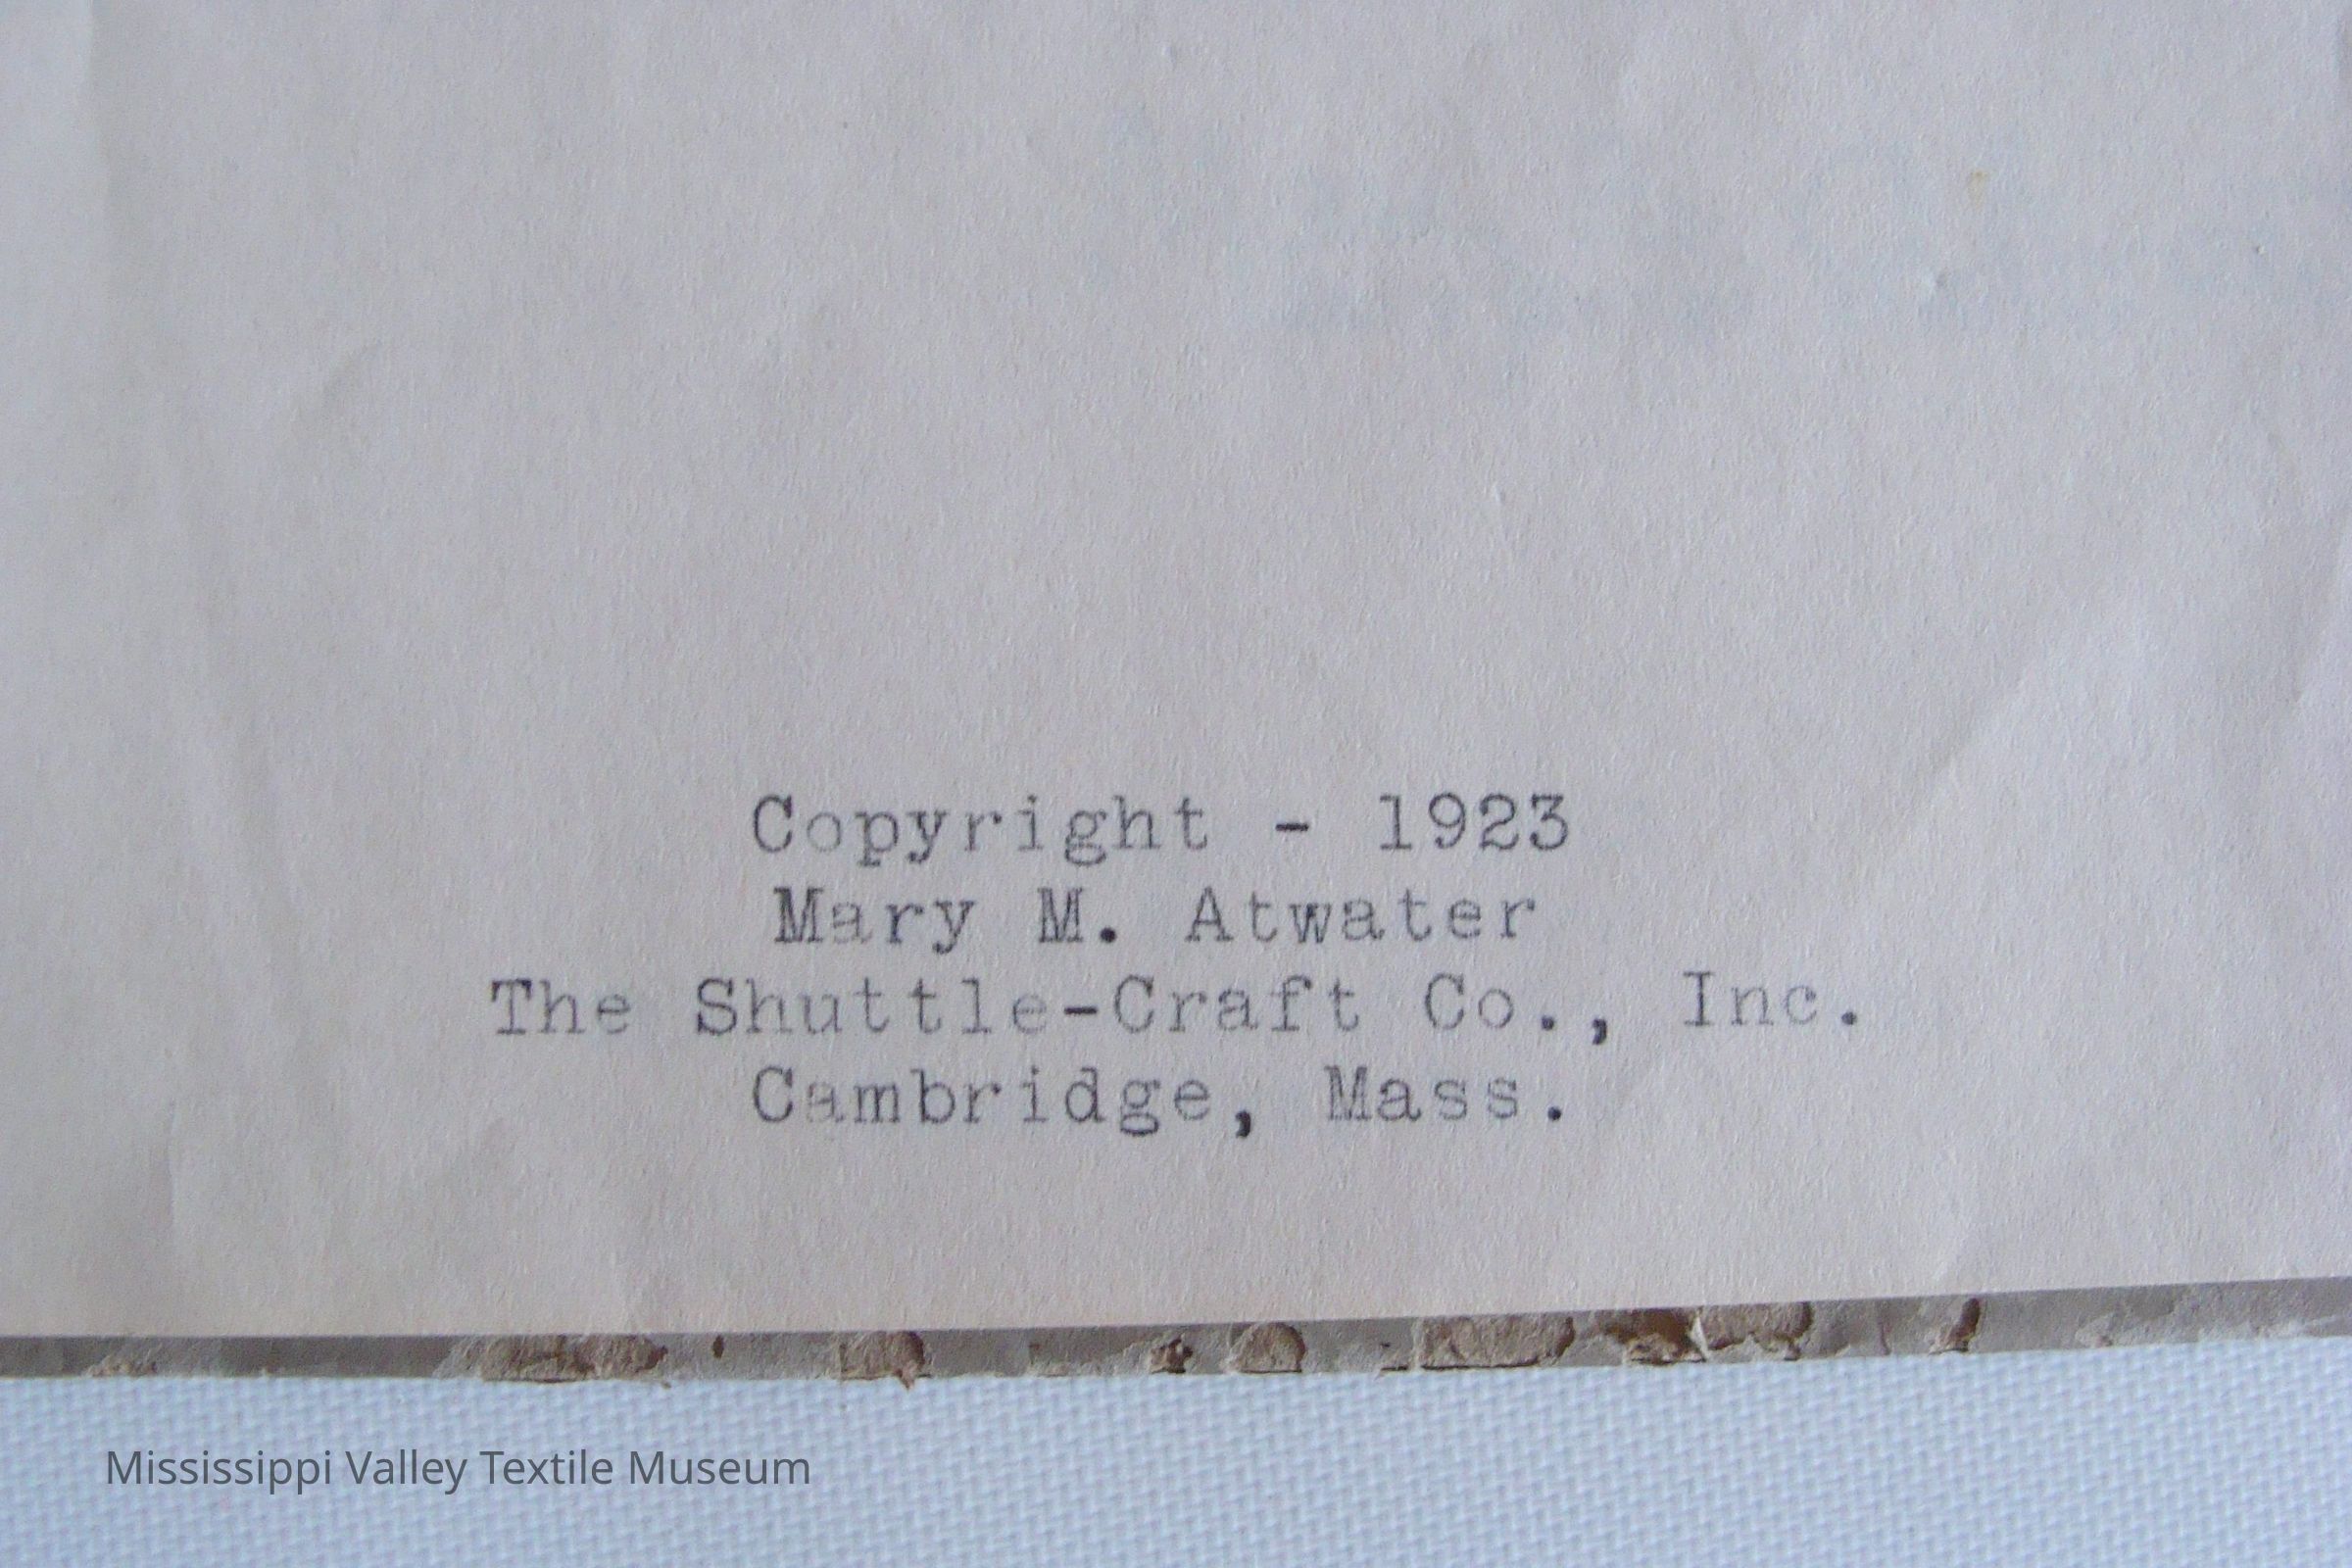 Copyright - 1923
Mary M. Atwater
The Shuttle-Craft Co., Inc.
Cambridge, Mass.
Mississippi Valley Textile Museum